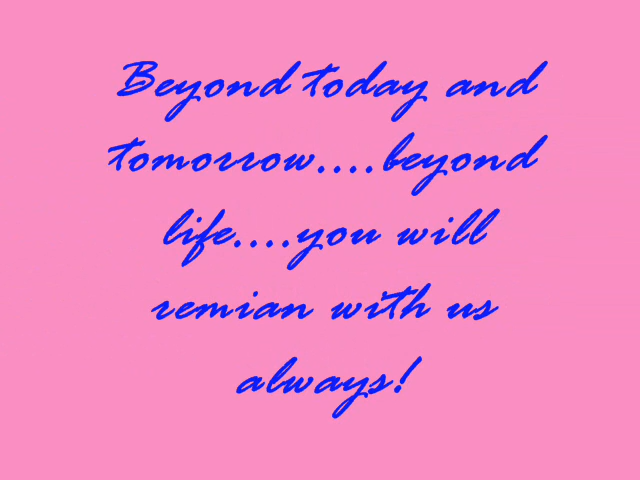 Beyond today and
tomorrow....beyond
life....you will
remian with us
always!